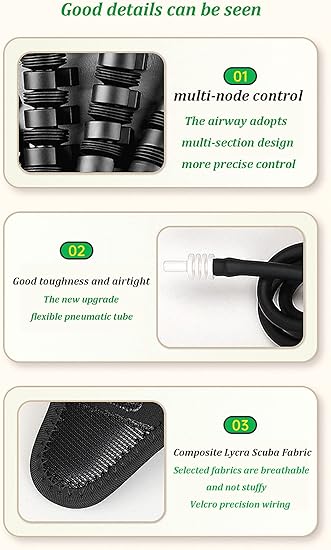 Good details can be seen
01
multi-node control
The airway adopts
multi-section design
more precise control
02
Good toughness and airtight
The new upgrade
flexible pneumatic tube
03
Composite Lycra Scuba Fabric
Selected fabrics are breathable
and not stuffy
Velcro precision wiring